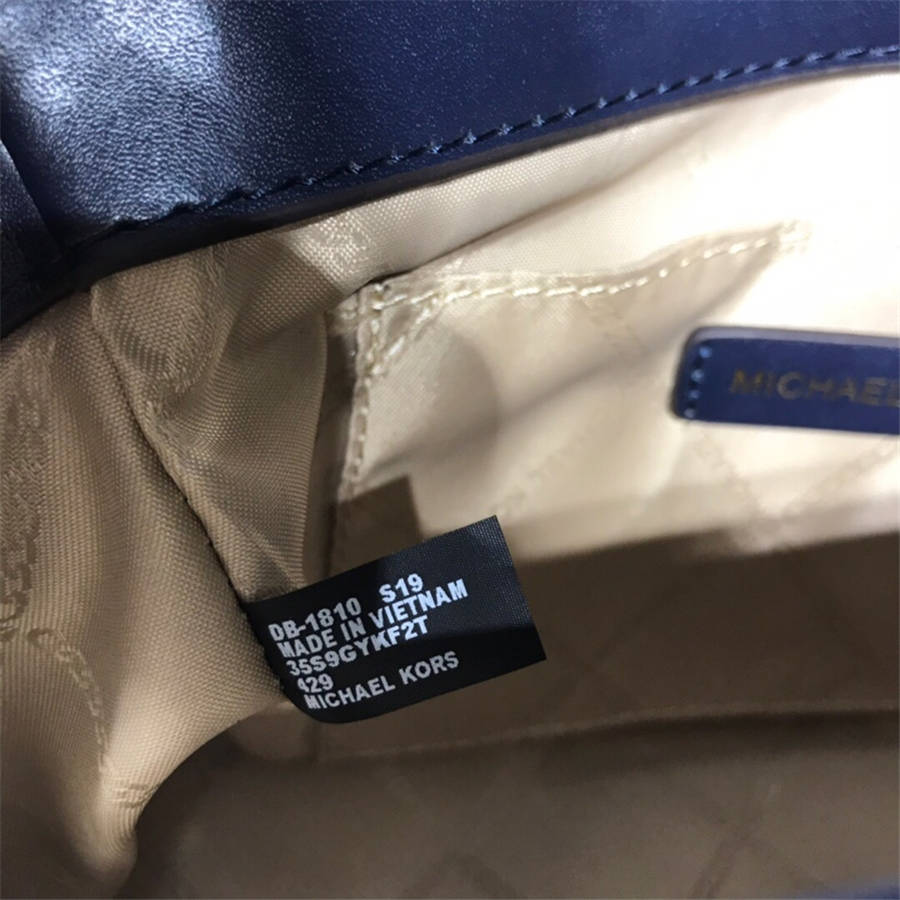 MICHAEL
DB-1810 S19
MADE IN VIETNAM
35S9GYKF2T
429
MICHAEL KORS